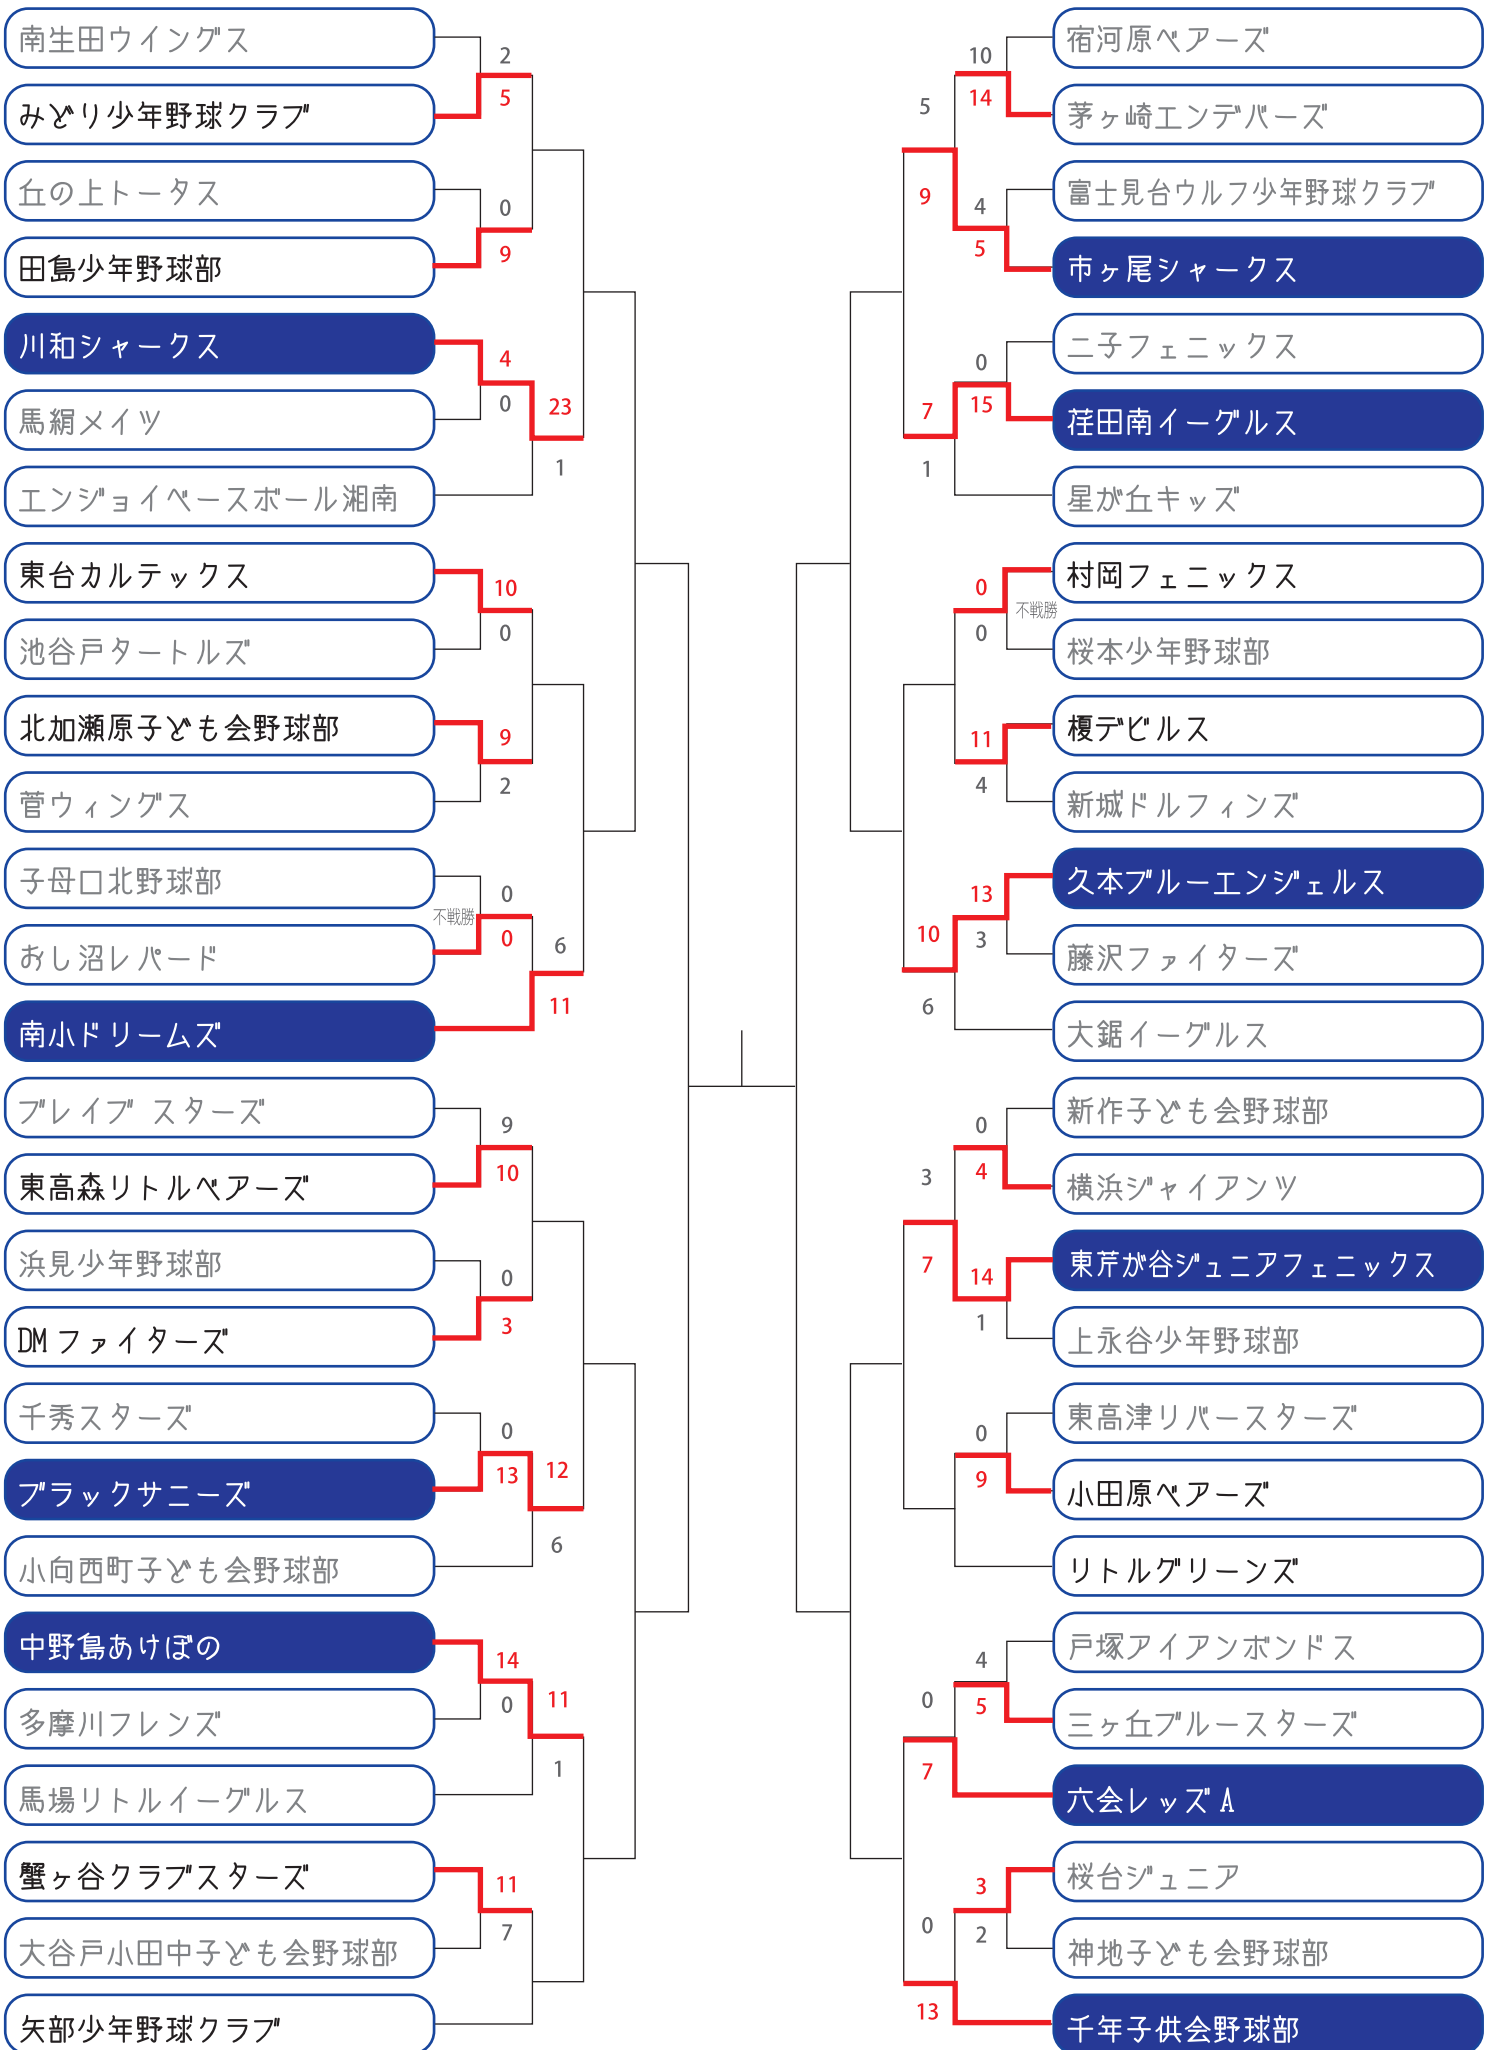 南生田ウイングス
2
みどり少年野球クラブ
5
丘の上トータス
0
田島少年野球部
9
川和シャークス
4
23
馬絹メイツ
0
1
エンジョイベースボール湘南
東台カルテックス
10
池谷戸タートルズ
0
北加瀬原子ども会野球部
9
菅ウィングス
2
子母口北野球部
0
不戦勝
おし沼レパード
0
6
南小ドリームズ
11
ブレイブ スターズ
9
東高森リトルベアーズ
10
浜見少年野球部
0
DMファイターズ
3
千秀スターズ
0
ブラックサニーズ
13
12
小向西町子ども会野球部
6
中野島あけぼの
14
11
多摩川フレンズ
0
1
馬場リトルイーグルス
蟹ヶ谷クラブスターズ
11
大谷戸小田中子ども会野球部
7
矢部少年野球クラブ
宿河原ベアーズ
10
茅ヶ崎エンデバーズ
14
5
富士見台ウルフ少年野球クラブ
4
9
市ヶ尾シャークス
5
二子フェニックス
0
荏田南イーグルス
15
7
星が丘キッズ
1
村岡フェニックス
0
不戦勝
桜本少年野球部
0
榎デビルス
11
新城ドルフィンズ
4
久本ブルーエンジェルス
13
10
藤沢ファイターズ
3
大鋸イーグルス
6
新作子ども会野球部
0
横浜ジャイアンツ
4
3
東芹が谷ジュニアフェニックス
14
7
上永谷少年野球部
1
東高津リバースターズ
0
小田原ベアーズ
9
リトルグリーンズ
戸塚アイアンボンドス
4
三ヶ丘ブルースターズ
5
0
六会レッズA
7
桜台ジュニア
3
神地子ども会野球部
2
0
千年子供会野球部
13